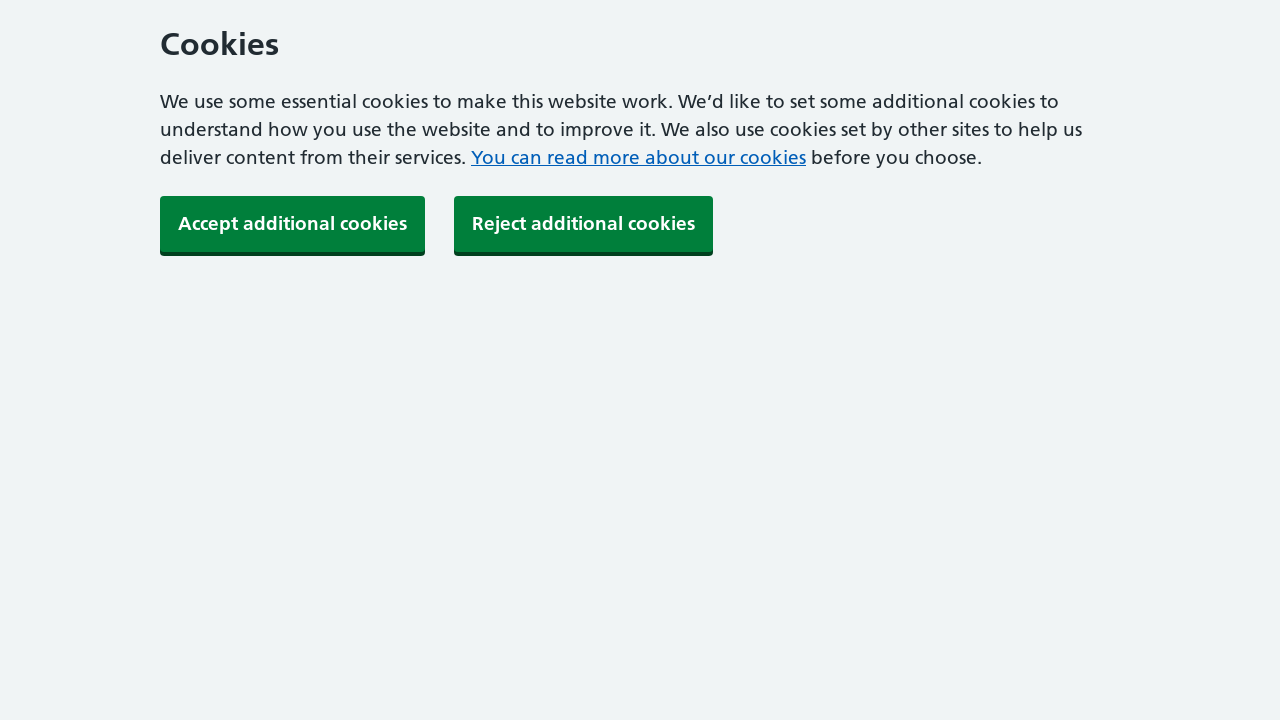 Cookies
We use some essential cookies to make this website work. We’d like to set some additional cookies to
understand how you use the website and to improve it. We also use cookies set by other sites to help us
deliver content from their services. You can read more about our cookies before you choose.
Accept additional cookies
Reject additional cookies